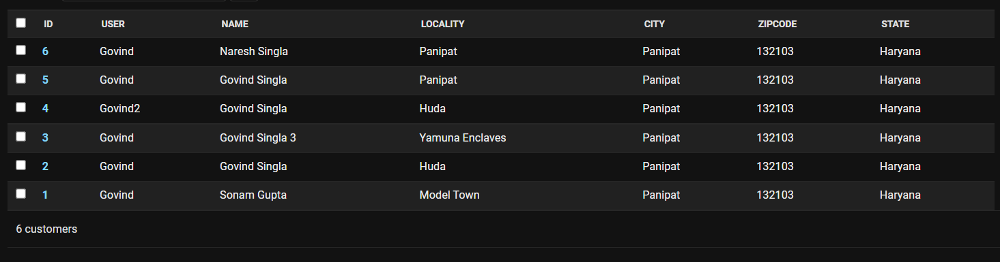 ID USER NAME LOCALITY CITY ZIPCODE STATE
6 Govind Naresh Singla Panipat Panipat 132103 Haryana
5 Govind Govind Singla Panipat Panipat 132103 Haryana
4 Govind2 Govind Singla Huda Panipat 132103 Haryana
3 Govind Govind Singla 3 Yamuna Enclaves Panipat 132103 Haryana
2 Govind Govind Singla Huda Panipat 132103 Haryana
1 Govind Sonam Gupta Model Town Panipat 132103 Haryana
6 customers